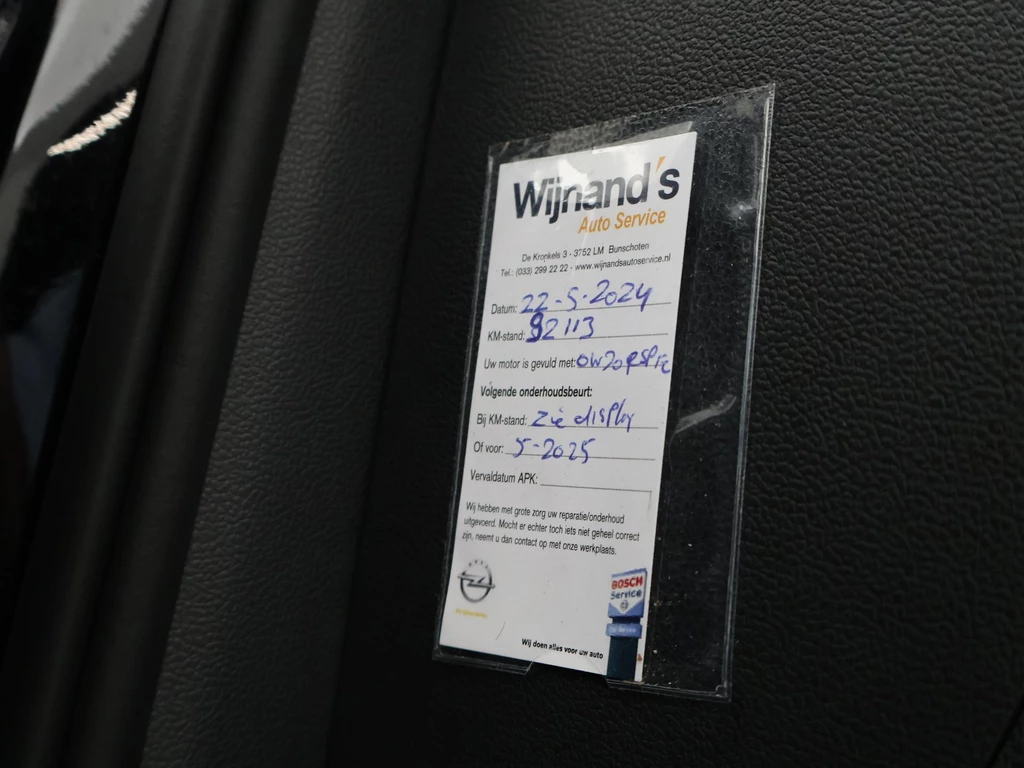 Wijnand's
Auto Service
De Kronkels 3 - 3752 LM Bunschoten
Tel.: (033) 299 22 22 - www.wijnandsautoservice.nl
Datum: 22-5-2024
KM-stand: 92113
Uw motor is gevuld met: 0W20
Volgende onderhoudsbeurt:
Bij KM-stand: zie display
Of voor: 5-2025
Vervaldatum APK:
Wij hebben met grote zorg uw reparatie/onderhoud
uitgevoerd. Mocht er echter toch iets niet geheel correct
zijn, neemt u dan contact op met onze werkplaats.
BOSCH
Service
Wij doen alles voor uw auto